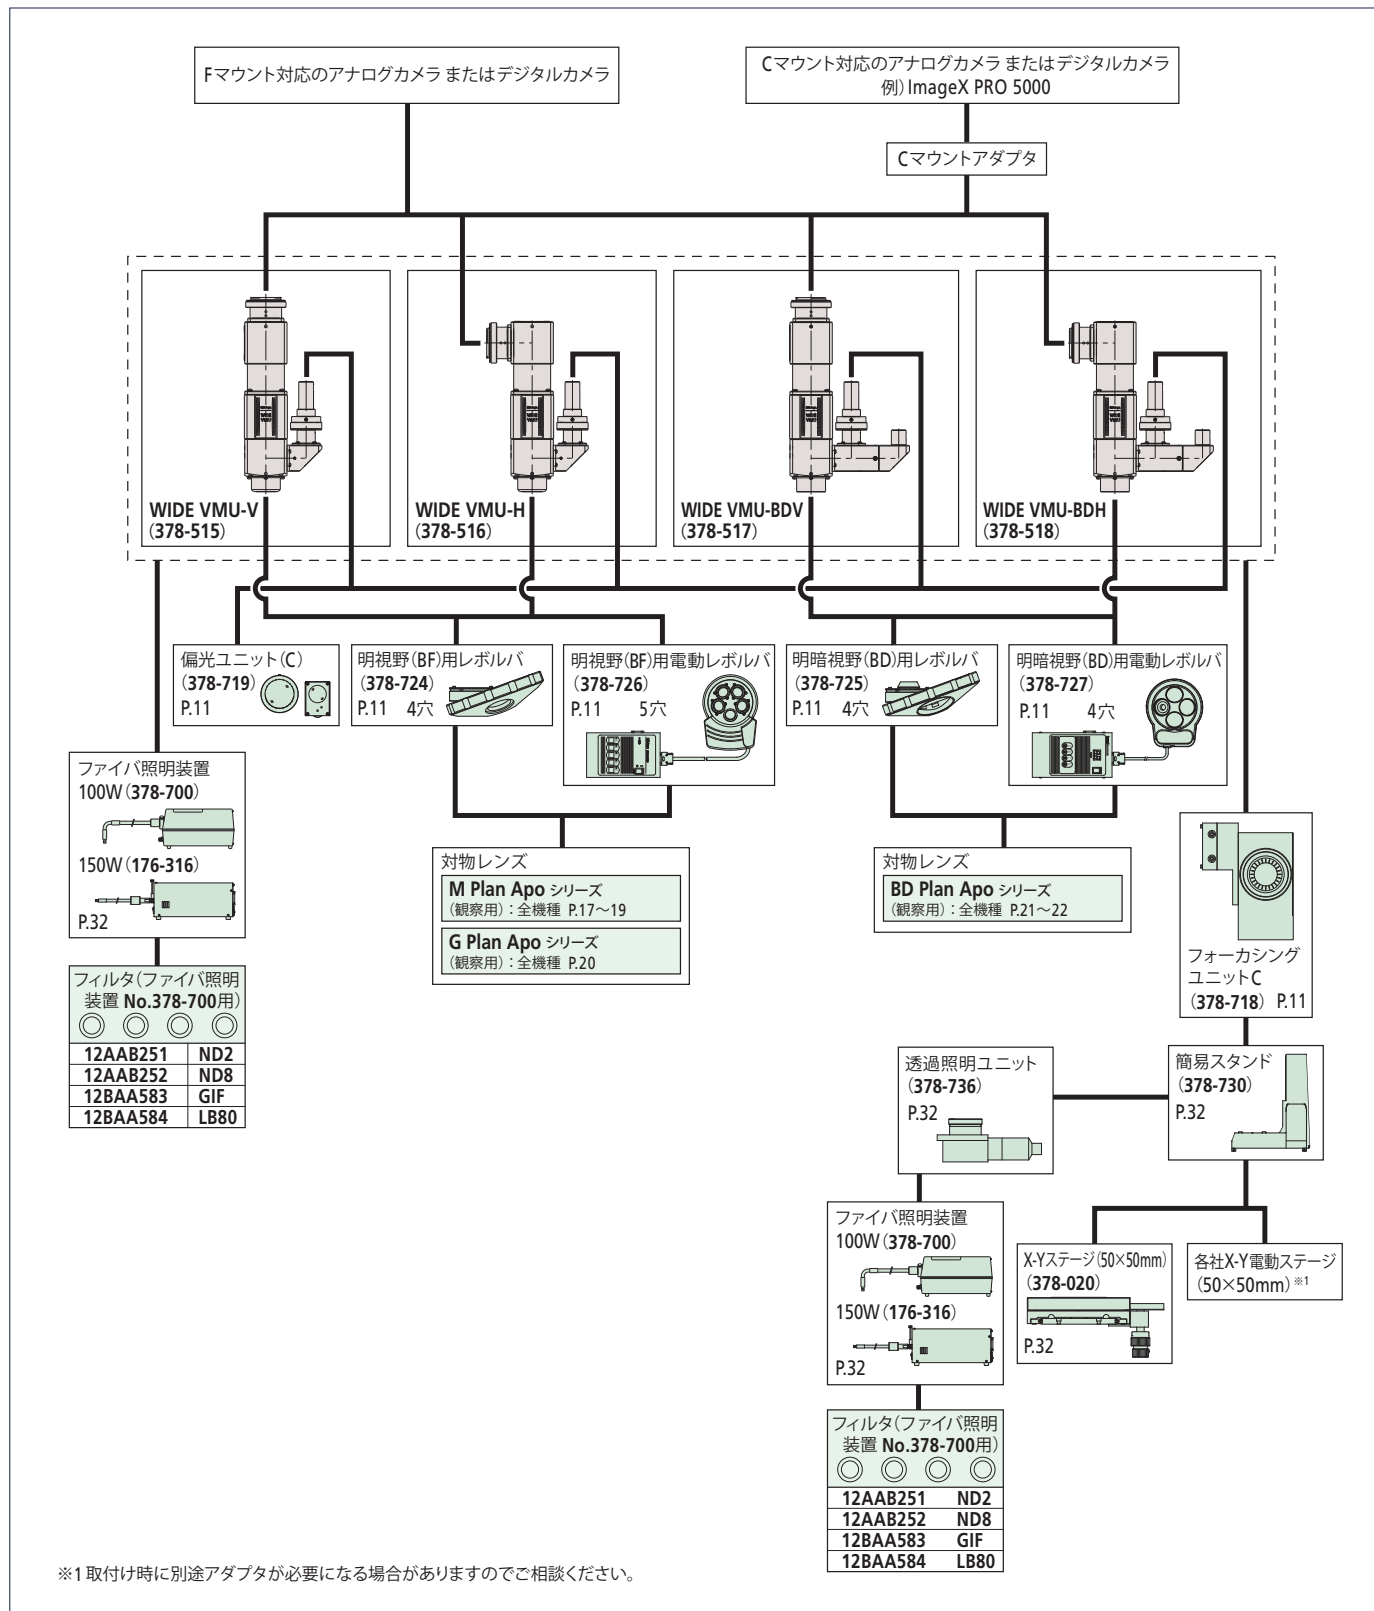 Fマウント対応のアナログカメラ またはデジタルカメラ
Cマウント対応のアナログカメラ またはデジタルカメラ
例）ImageX PRO 5000
Cマウントアダプタ
WIDE VMU-V
（378-515）
WIDE VMU-H
（378-516）
WIDE VMU-BDV
（378-517）
WIDE VMU-BDH
（378-518）
偏光ユニット（C）
（378-719）
P.11
明視野（BF）用レボルバ
（378-724）
P.11 4穴
明視野（BF）用電動レボルバ
（378-726）
P.11 5穴
明暗視野（BD）用レボルバ
（378-725）
P.11 4穴
明暗視野（BD）用電動レボルバ
（378-727）
P.11 4穴
ファイバ照明装置
100W（378-700）
150W（176-316）
P.32
フィルタ（ファイバ照明
装置 No.378-700用）
12AAB251 ND2
12AAB252 ND8
12BAA583 GIF
12BAA584 LB80
対物レンズ
M Plan Apo シリーズ
（観察用）：全機種 P.17～19
G Plan Apo シリーズ
（観察用）：全機種 P.20
対物レンズ
BD Plan Apo シリーズ
（観察用）：全機種 P.21～22
フォーカシング
ユニットC
（378-718） P.11
透過照明ユニット
（378-736）
P.32
簡易スタンド
（378-730）
P.32
ファイバ照明装置
100W（378-700）
150W（176-316）
P.32
X-Yステージ（50×50mm）
（378-020）
P.32
各社X-Y電動ステージ
（50×50mm）※1
フィルタ（ファイバ照明
装置 No.378-700用）
12AAB251 ND2
12AAB252 ND8
12BAA583 GIF
12BAA584 LB80
※1 取付け時に別途アダプタが必要になる場合がありますのでご相談ください。